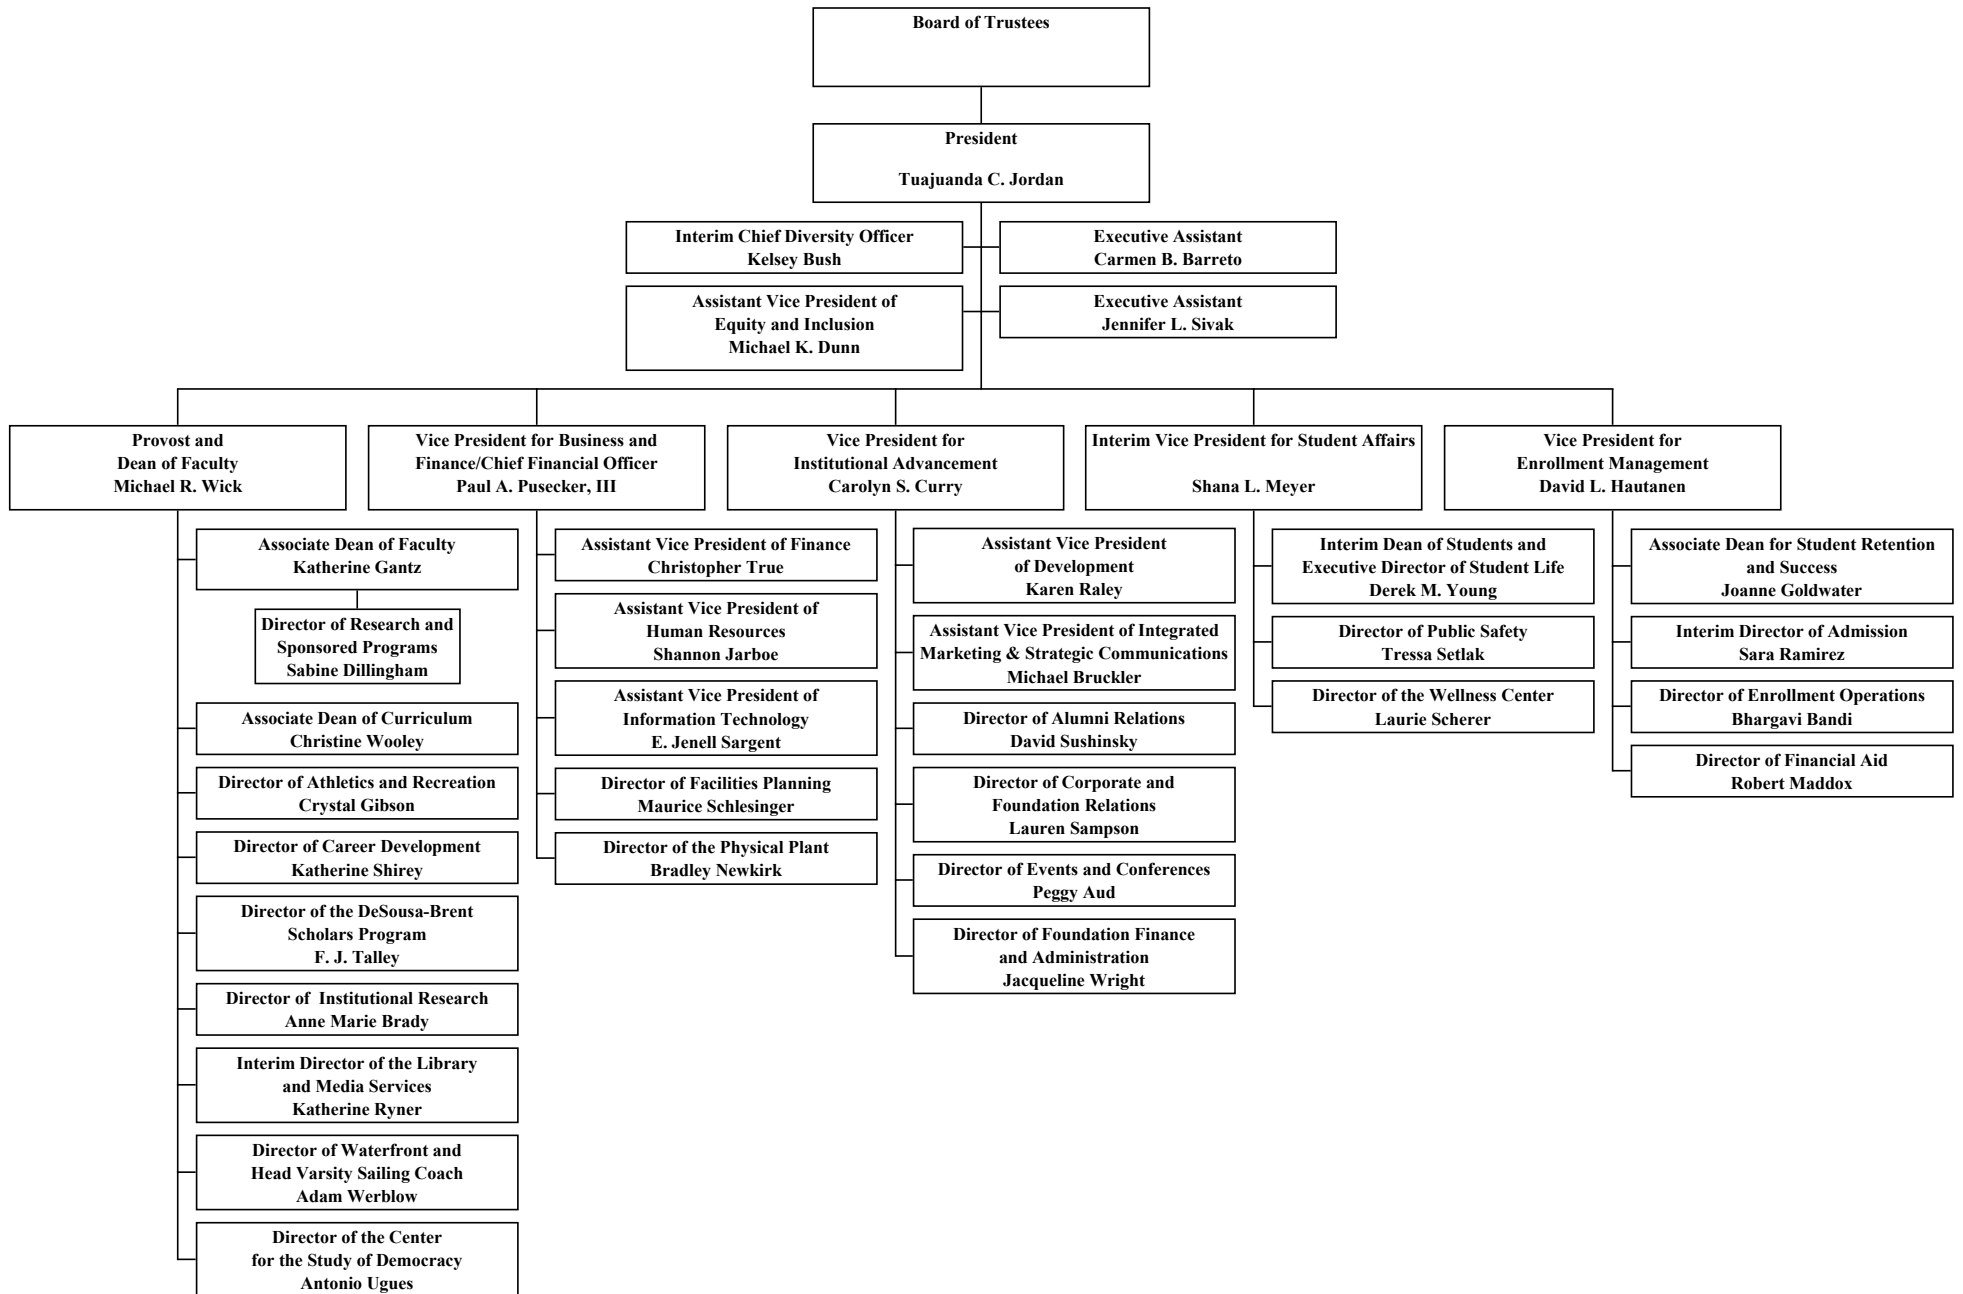 Board of Trustees
President
Tuajuanda C. Jordan
Interim Chief Diversity Officer
Kelsey Bush
Executive Assistant
Carmen B. Barreto
Assistant Vice President of
Equity and Inclusion
Michael K. Dunn
Executive Assistant
Jennifer L. Sivak
Provost and
Dean of Faculty
Michael R. Wick
Vice President for Business and
Finance/Chief Financial Officer
Paul A. Pusecker, III
Vice President for
Institutional Advancement
Carolyn S. Curry
Interim Vice President for Student Affairs
Shana L. Meyer
Vice President for
Enrollment Management
David L. Hautanen
Associate Dean of Faculty
Katherine Gantz
Director of Research and
Sponsored Programs
Sabine Dillingham
Associate Dean of Curriculum
Christine Wooley
Director of Athletics and Recreation
Crystal Gibson
Director of Career Development
Katherine Shirey
Director of the DeSousa-Brent
Scholars Program
F. J. Talley
Director of  Institutional Research
Anne Marie Brady
Interim Director of the Library
and Media Services
Katherine Ryner
Director of Waterfront and
Head Varsity Sailing Coach
Adam Werblow
Director of the Center
for the Study of Democracy
Antonio Ugues
Assistant Vice President of Finance
Christopher True
Assistant Vice President of
Human Resources
Shannon Jarboe
Assistant Vice President of
Information Technology
E. Jenell Sargent
Director of Facilities Planning
Maurice Schlesinger
Director of the Physical Plant
Bradley Newkirk
Assistant Vice President
of Development
Karen Raley
Assistant Vice President of Integrated
Marketing & Strategic Communications
Michael Bruckler
Director of Alumni Relations
David Sushinsky
Director of Corporate and
Foundation Relations
Lauren Sampson
Director of Events and Conferences
Peggy Aud
Director of Foundation Finance
and Administration
Jacqueline Wright
Interim Dean of Students and
Executive Director of Student Life
Derek M. Young
Director of Public Safety
Tressa Setlak
Director of the Wellness Center
Laurie Scherer
Associate Dean for Student Retention
and Success
Joanne Goldwater
Interim Director of Admission
Sara Ramirez
Director of Enrollment Operations
Bhargavi Bandi
Director of Financial Aid
Robert Maddox